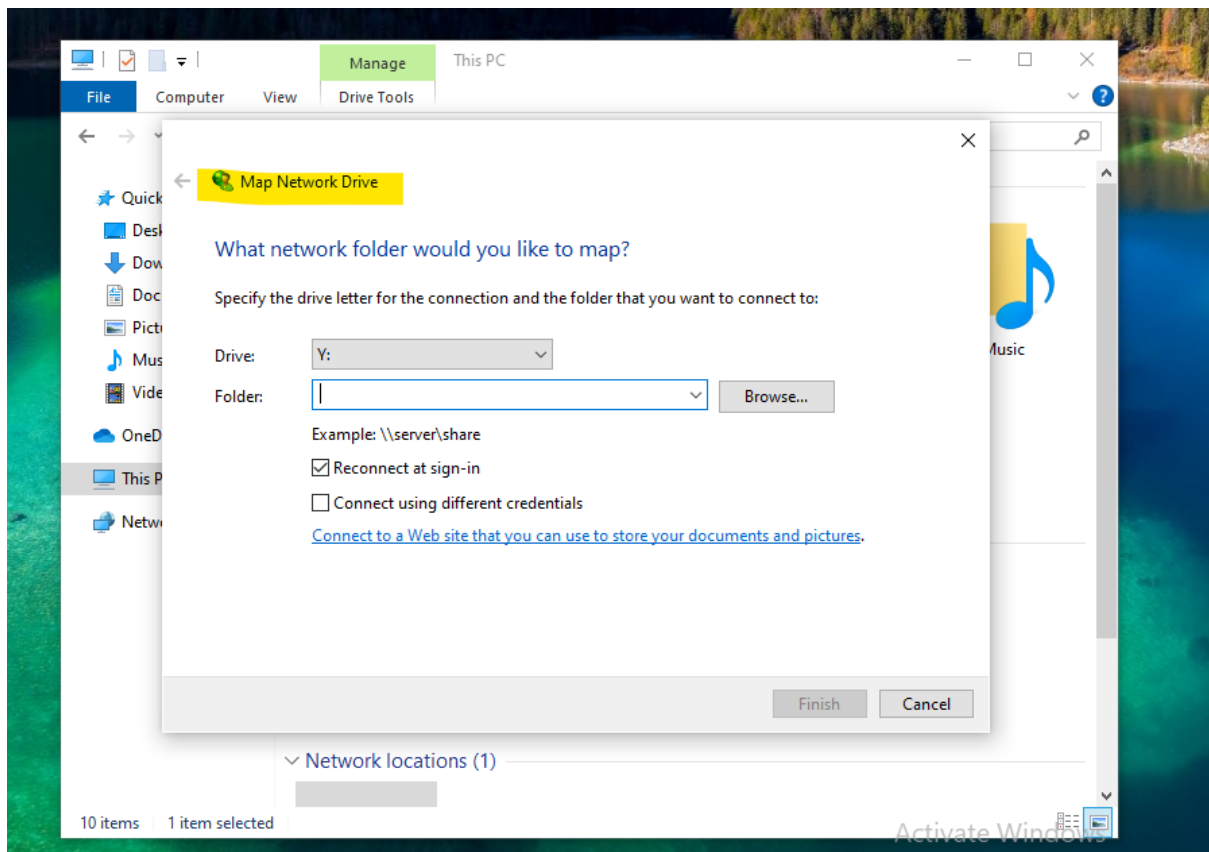 Manage
This PC
File
Computer
View
Drive Tools
Map Network Drive
Quick
What network folder would you like to map?
Specify the drive letter for the connection and the folder that you want to connect to:
Drive:
Y:
Music
Folder:
Browse...
Example: \\server\share
Reconnect at sign-in
This P
Connect using different credentials
Connect to a Web site that you can use to store your documents and pictures.
Finish
Cancel
Network locations (1)
10 items
1 item selected
Activate Windows